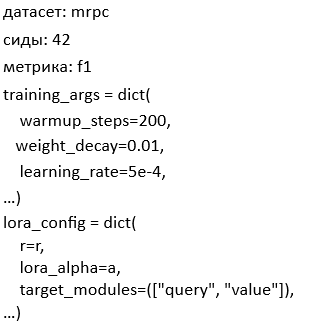 датасет: mrpc
сиды: 42
метрика: f1
training_args = dict(
    warmup_steps=200,
   weight_decay=0.01,
    learning_rate=5e-4,
…)
lora_config = dict(
    r=r,
    lora_alpha=a,
    target_modules=(["query", "value"]),
…)